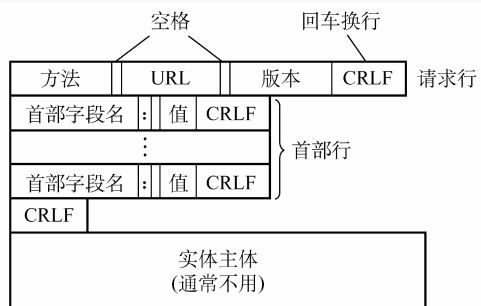 空格 回车换行
方法 URL 版本 CRLF 请求行
首部字段名 : 值 CRLF
⋮ 首部行
首部字段名 : 值 CRLF
CRLF
实体主体
(通常不用)